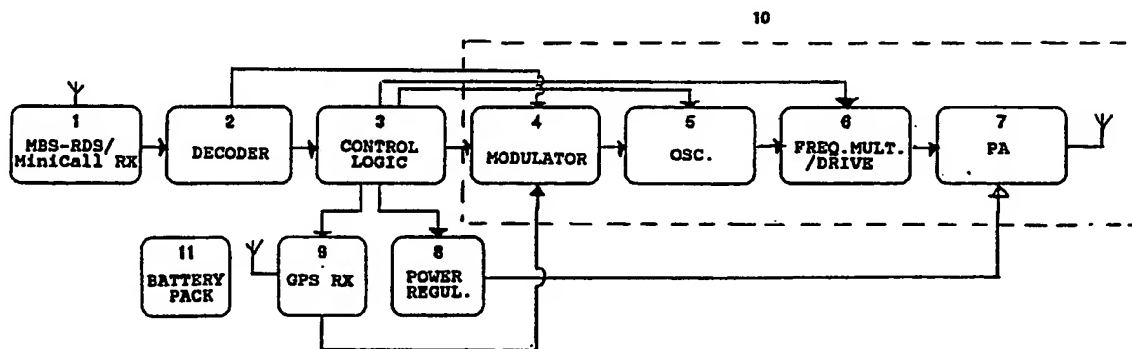 10
1
MBS-RDS/
MiniCall RX
2
DECODER
3
CONTROL
LOGIC
4
MODULATOR
5
OSC.
6
FREQ.MULT.
/DRIVE
7
PA
11
BATTERY
PACK
9
GPS RX
8
POWER
REGUL.